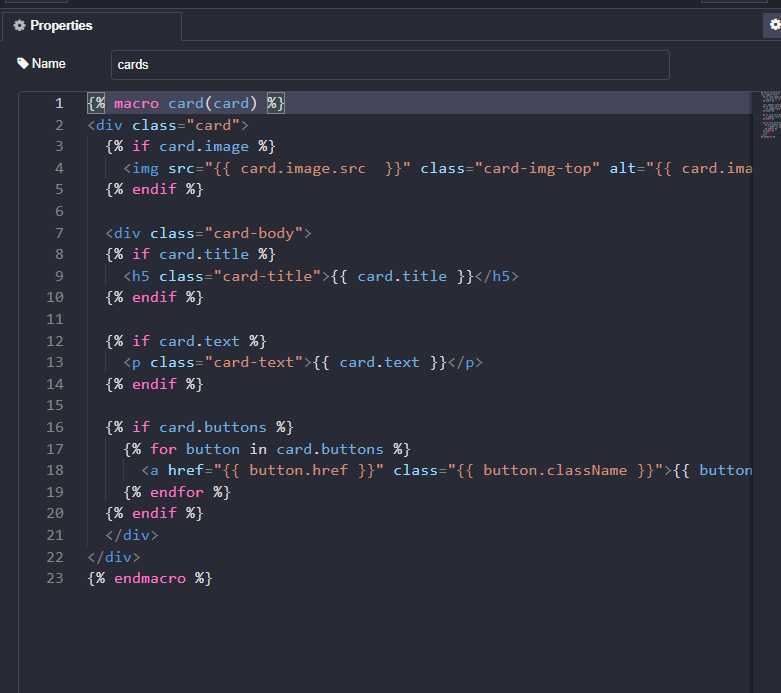 Properties
Name
cards
1 {% macro card(card) %}
2 <div class="card">
3 {% if card.image %}
4 <img src="{{ card.image.src  }}" class="card-img-top" alt="{{ card.ima
5 {% endif %}
6
7 <div class="card-body">
8 {% if card.title %}
9 <h5 class="card-title">{{ card.title }}</h5>
10 {% endif %}
11
12 {% if card.text %}
13 <p class="card-text">{{ card.text }}</p>
14 {% endif %}
15
16 {% if card.buttons %}
17 {% for button in card.buttons %}
18 <a href="{{ button.href }}" class="{{ button.className }}">{{ button
19 {% endfor %}
20 {% endif %}
21 </div>
22 </div>
23 {% endmacro %}